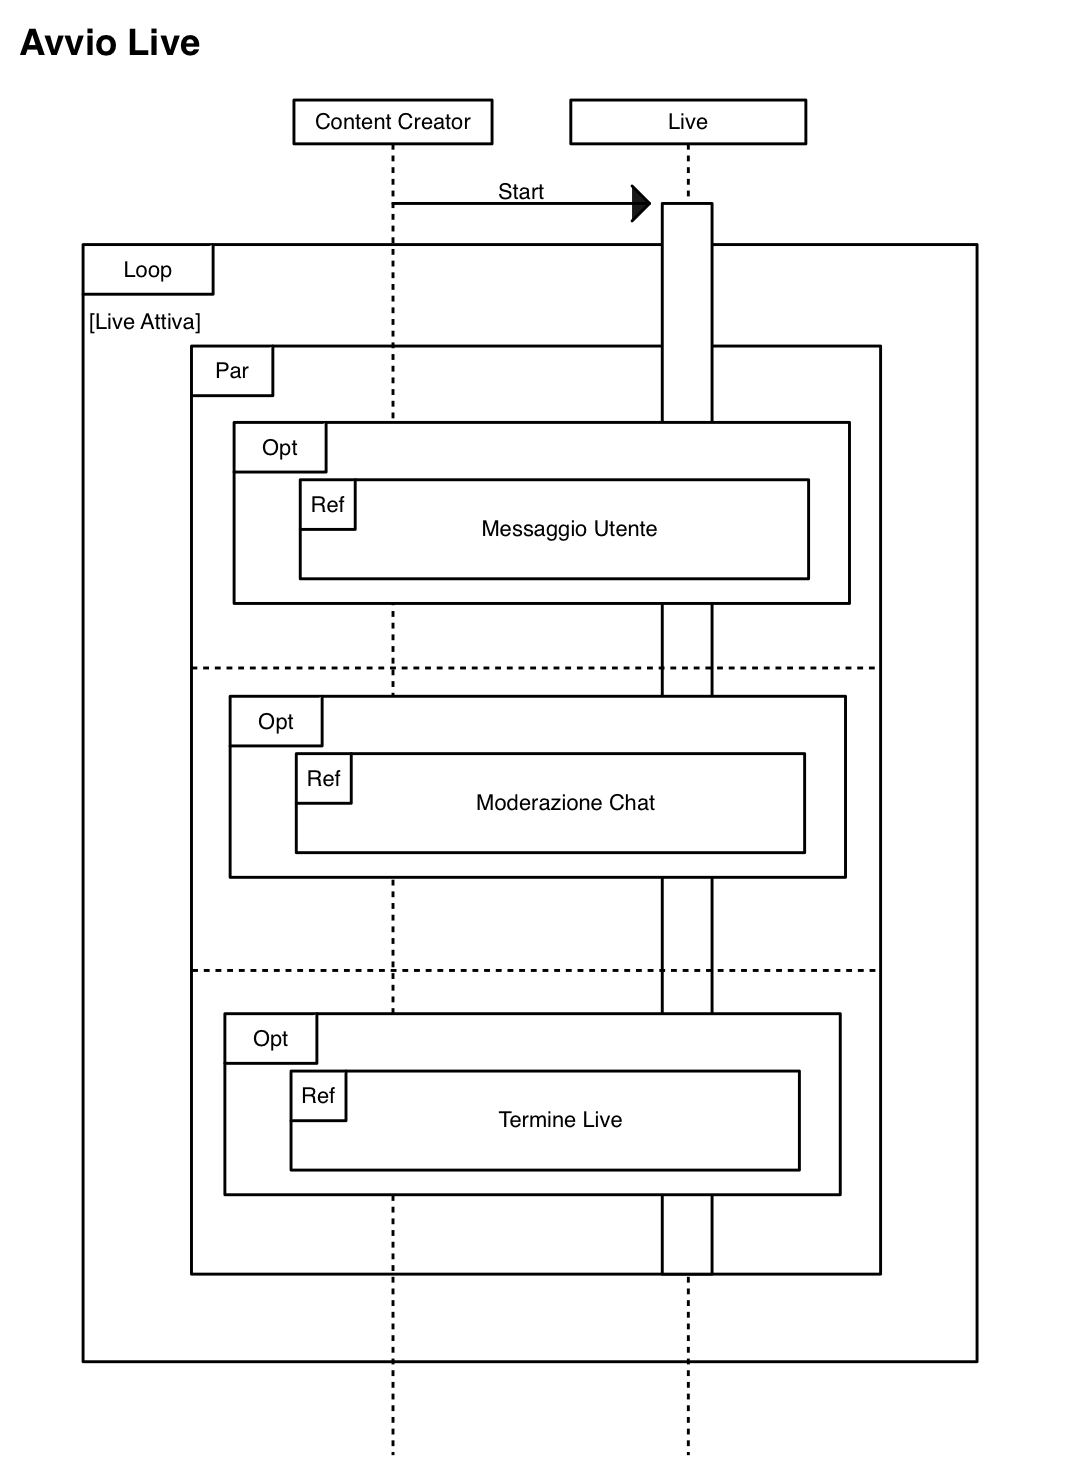 Avvio Live
Content Creator
Live
Start
Loop
[Live Attiva]
Par
Opt
Ref
Messaggio Utente
Opt
Ref
Moderazione Chat
Opt
Ref
Termine Live